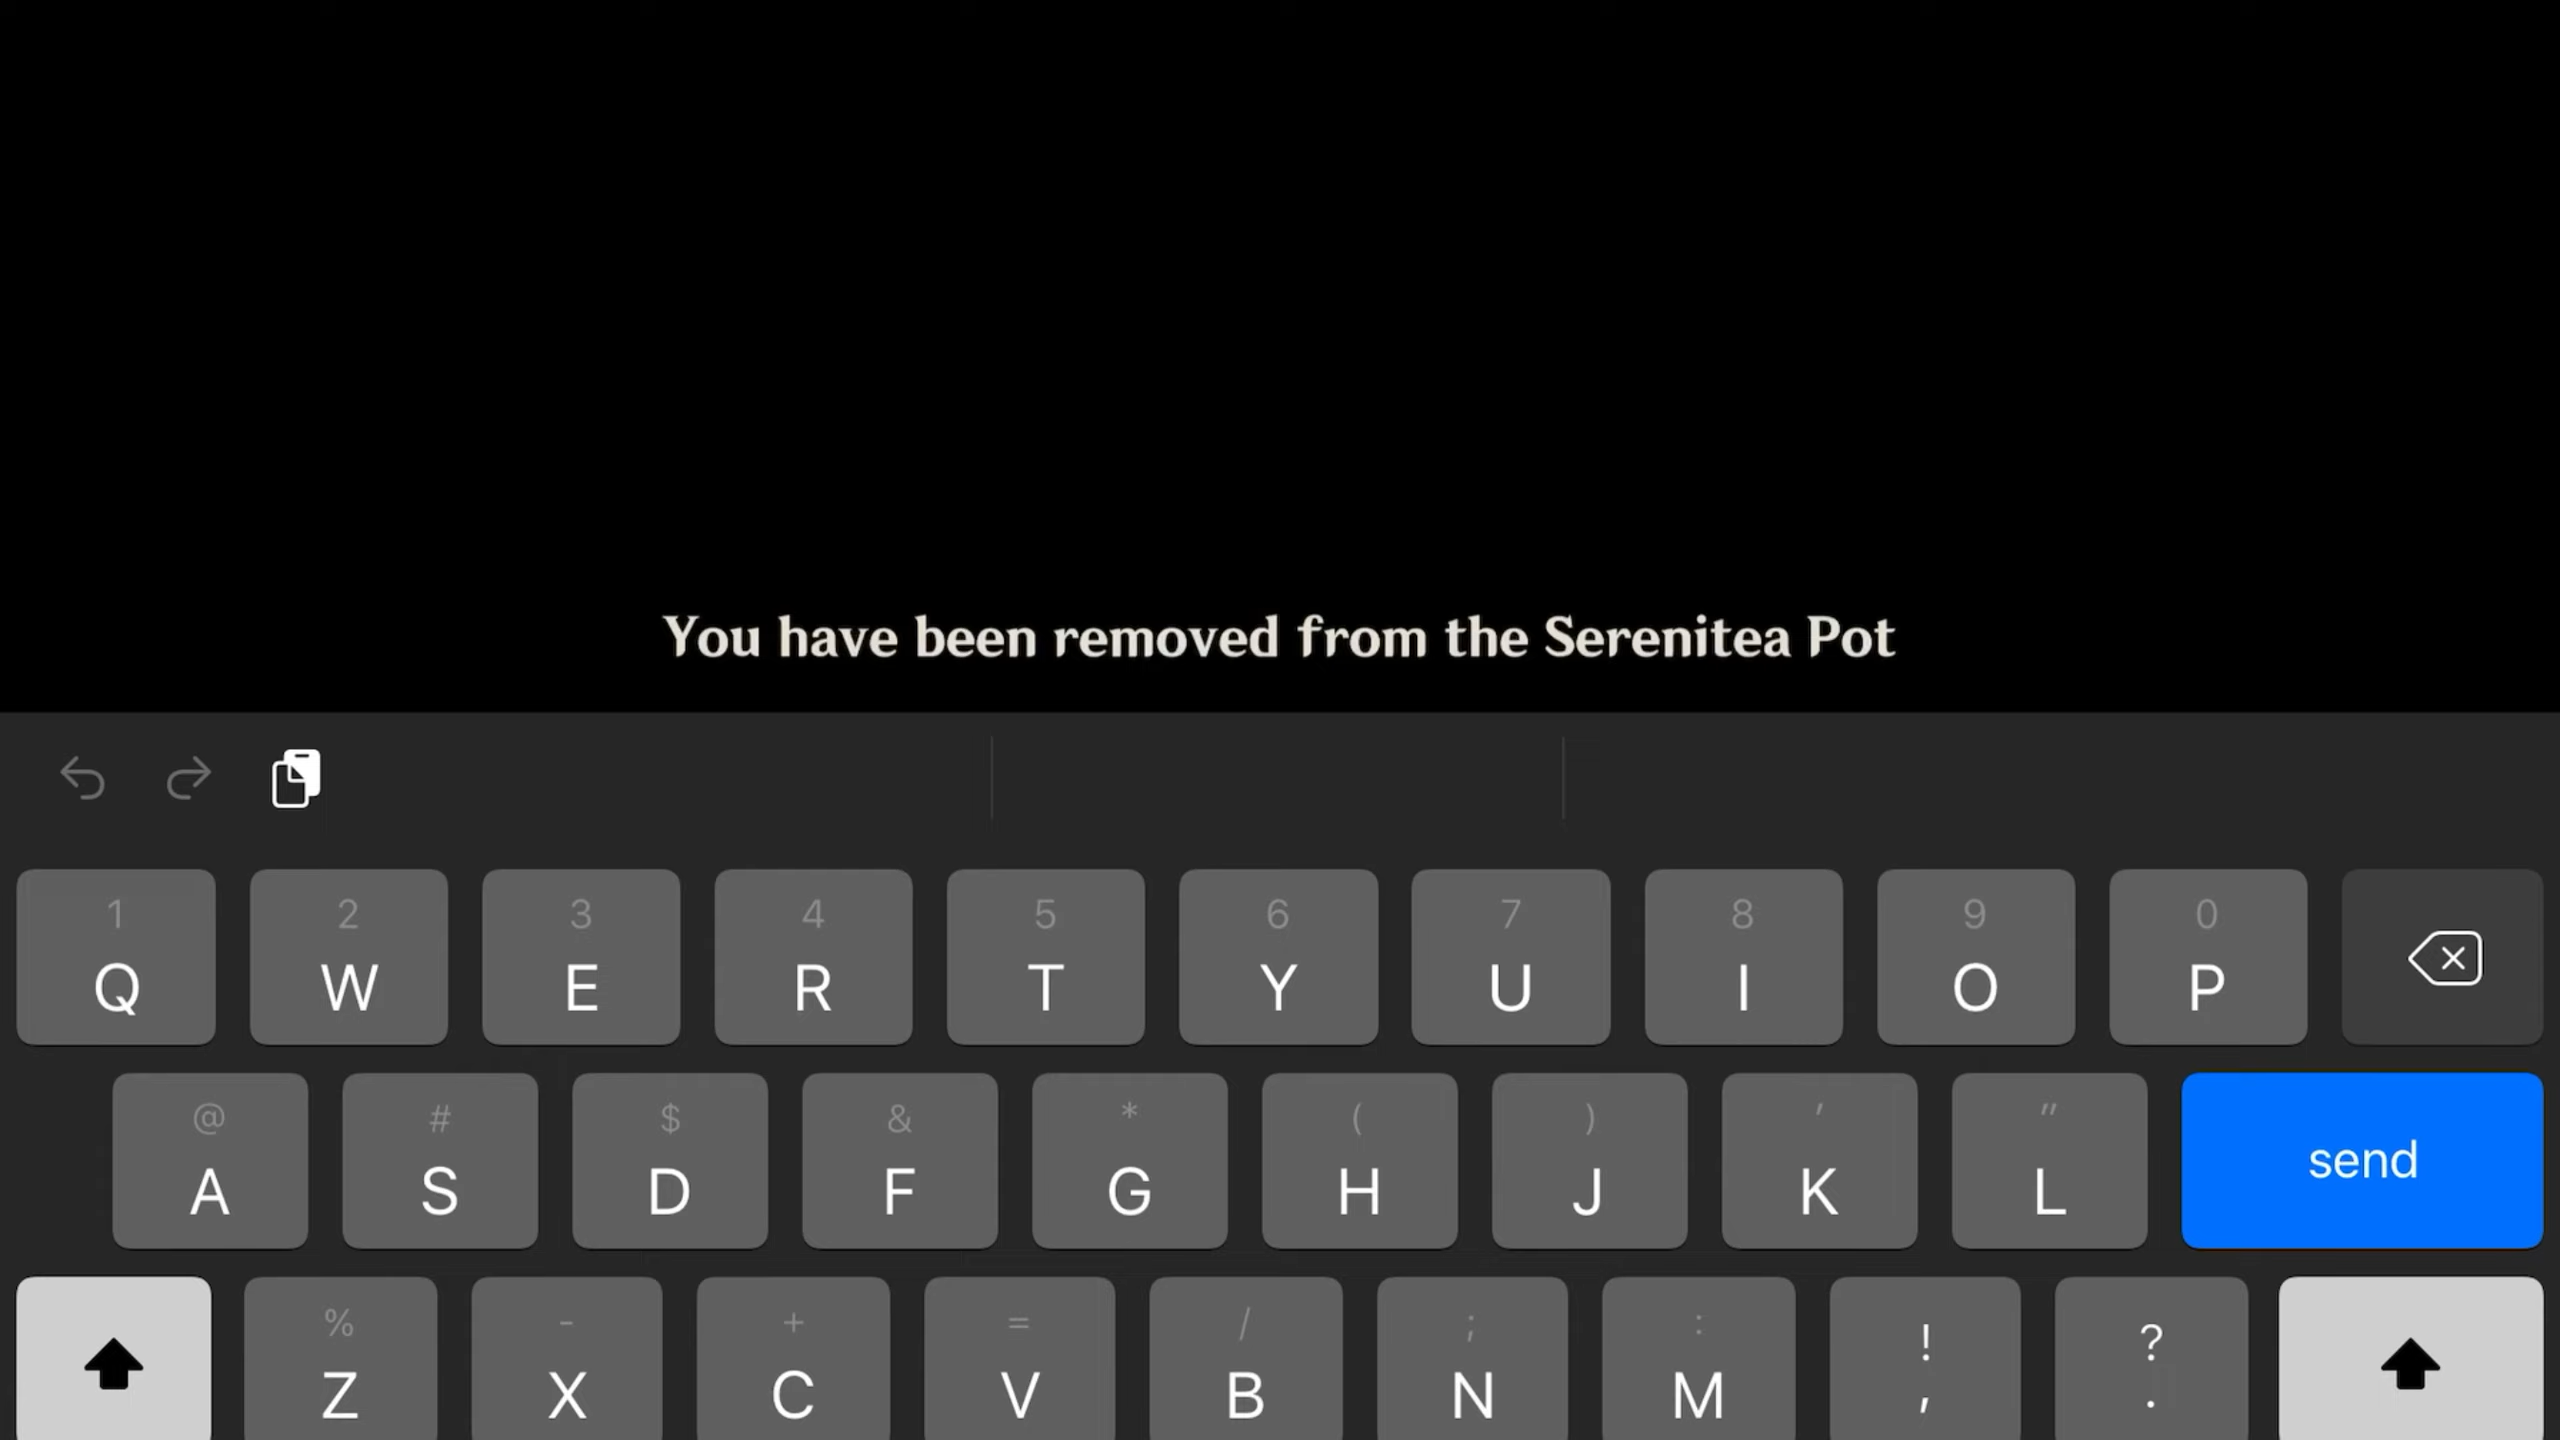 You have been removed from the Serenitea Pot
1 2 3 4 5 6 7 8 9 0
Q W E R T Y U I O P
@ # $ & * ( ) ' "
A S D F G H J K L send
% - + = / ; : ! ?
Z X C V B N M , .